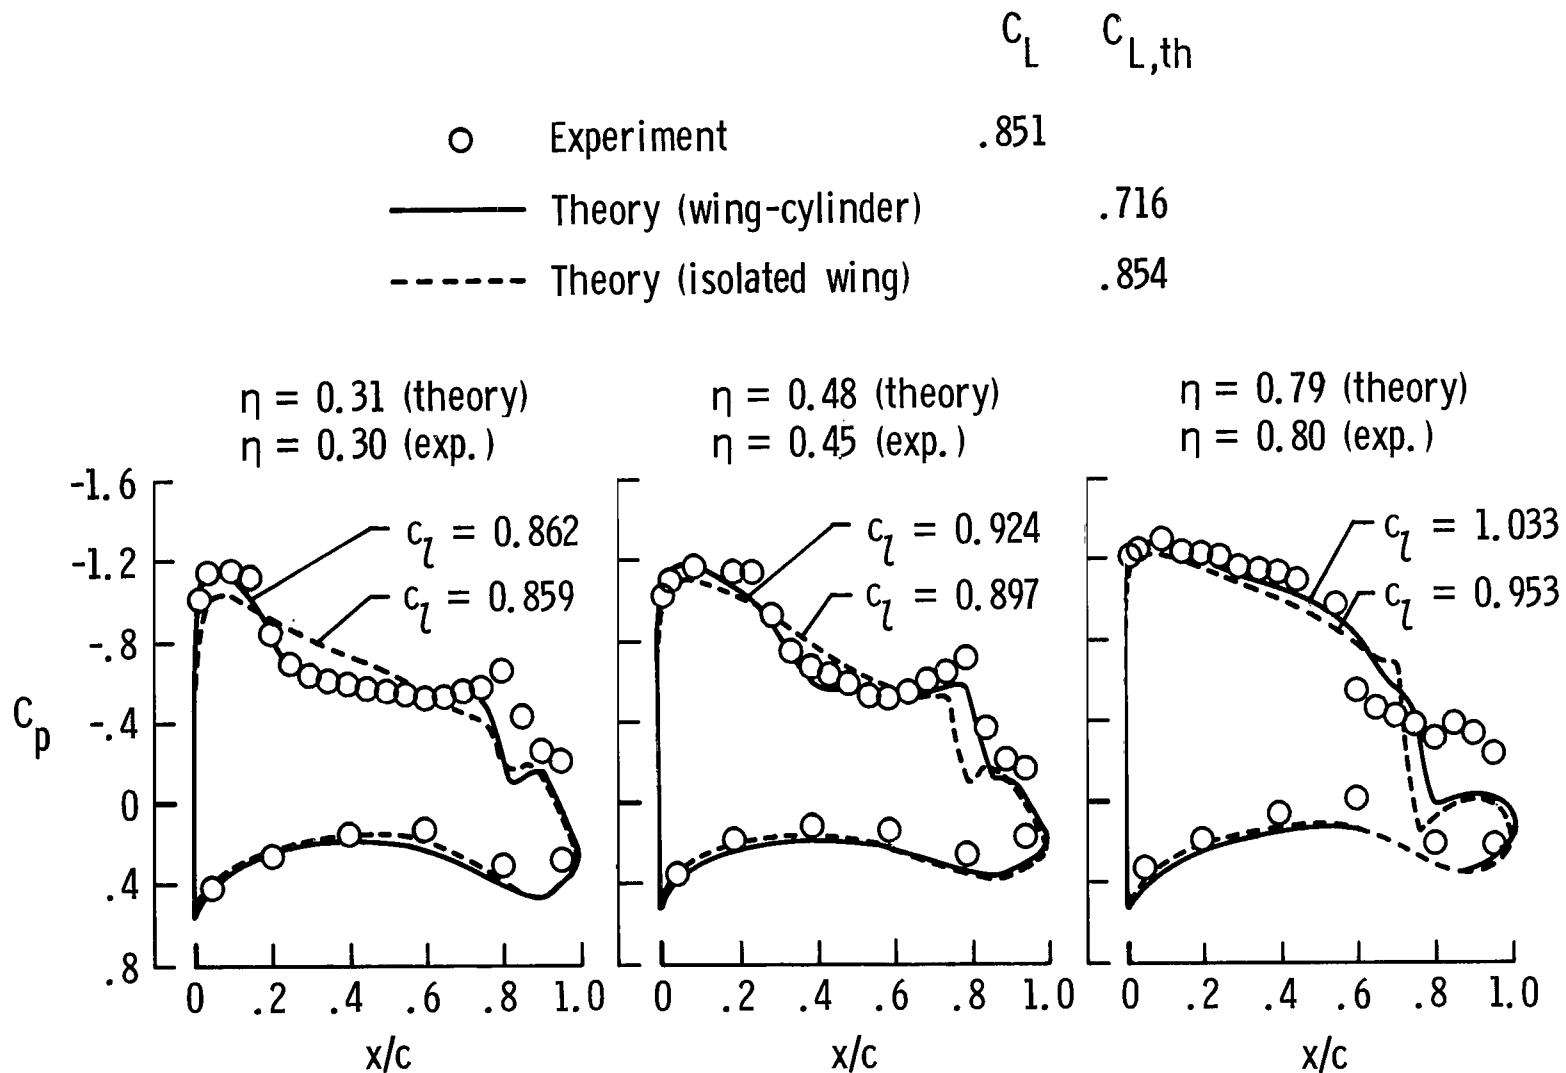 C_L C_L,th
Experiment .851
Theory (wing-cylinder) .716
Theory (isolated wing) .854
η = 0.31 (theory)
η = 0.30 (exp.)
η = 0.48 (theory)
η = 0.45 (exp.)
η = 0.79 (theory)
η = 0.80 (exp.)
-1.6
-1.2
-.8
-.4
0
.4
.8
C_p
c_l = 0.862
c_l = 0.859
c_l = 0.924
c_l = 0.897
c_l = 1.033
c_l = 0.953
0 .2 .4 .6 .8 1.0
0 .2 .4 .6 .8 1.0
0 .2 .4 .6 .8 1.0
x/c
x/c
x/c